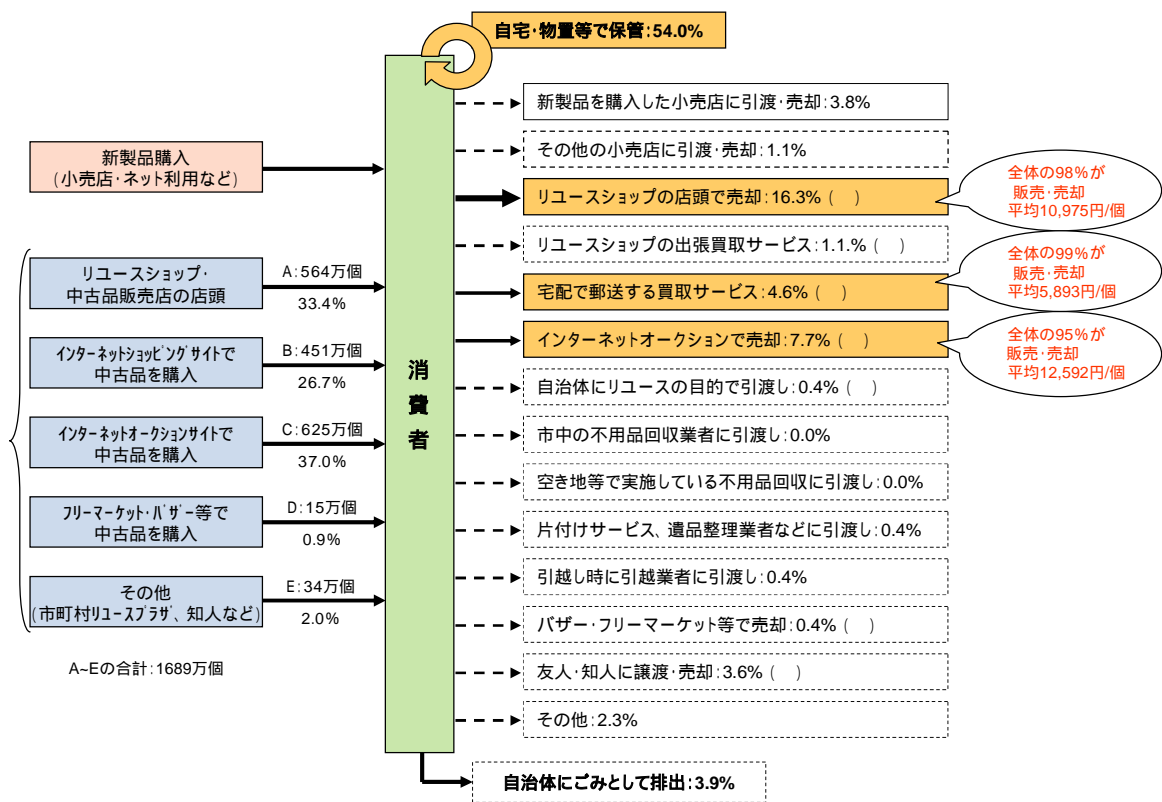 自宅･物置等で保管:54.0%
新製品を購入した小売店に引渡･売却:3.8%
その他の小売店に引渡･売却:1.1%
新製品購入
(小売店･ネット利用など)
リユースショップの店頭で売却:16.3% (　)
全体の98%が
販売･売却
平均10,975円/個
リユースショップの出張買取サービス:1.1.% (　)
リユースショップ･
中古品販売店の店頭
A:564万個
33.4%
宅配で郵送する買取サービス:4.6% (　)
全体の99%が
販売･売却
平均5,893円/個
インターネットオークションで売却:7.7% (　)
全体の95%が
販売･売却
平均12,592円/個
ｲﾝﾀｰﾈｯﾄｼｮｯﾋﾟﾝｸﾞサイトで
中古品を購入
B:451万個
26.7%
消費者
自治体にリユースの目的で引渡し:0.4% (　)
ｲﾝﾀｰﾈｯﾄオークションサイトで
中古品を購入
C:625万個
37.0%
市中の不用品回収業者に引渡し:0.0%
空き地等で実施している不用品回収に引渡し:0.0%
ﾌﾘｰﾏｰｹｯﾄ･ﾊﾞｻﾞｰ等で
中古品を購入
D:15万個
0.9%
片付けサービス、遺品整理業者などに引渡し:0.4%
引越し時に引越業者に引渡し:0.4%
その他
(市町村ﾘﾕｰｽﾌﾟﾗｻﾞ、知人など)
E:34万個
2.0%
バザー･フリーマーケット等で売却:0.4% (　)
A~Eの合計:1689万個
友人･知人に譲渡･売却:3.6% (　)
その他:2.3%
自治体にごみとして排出:3.9%